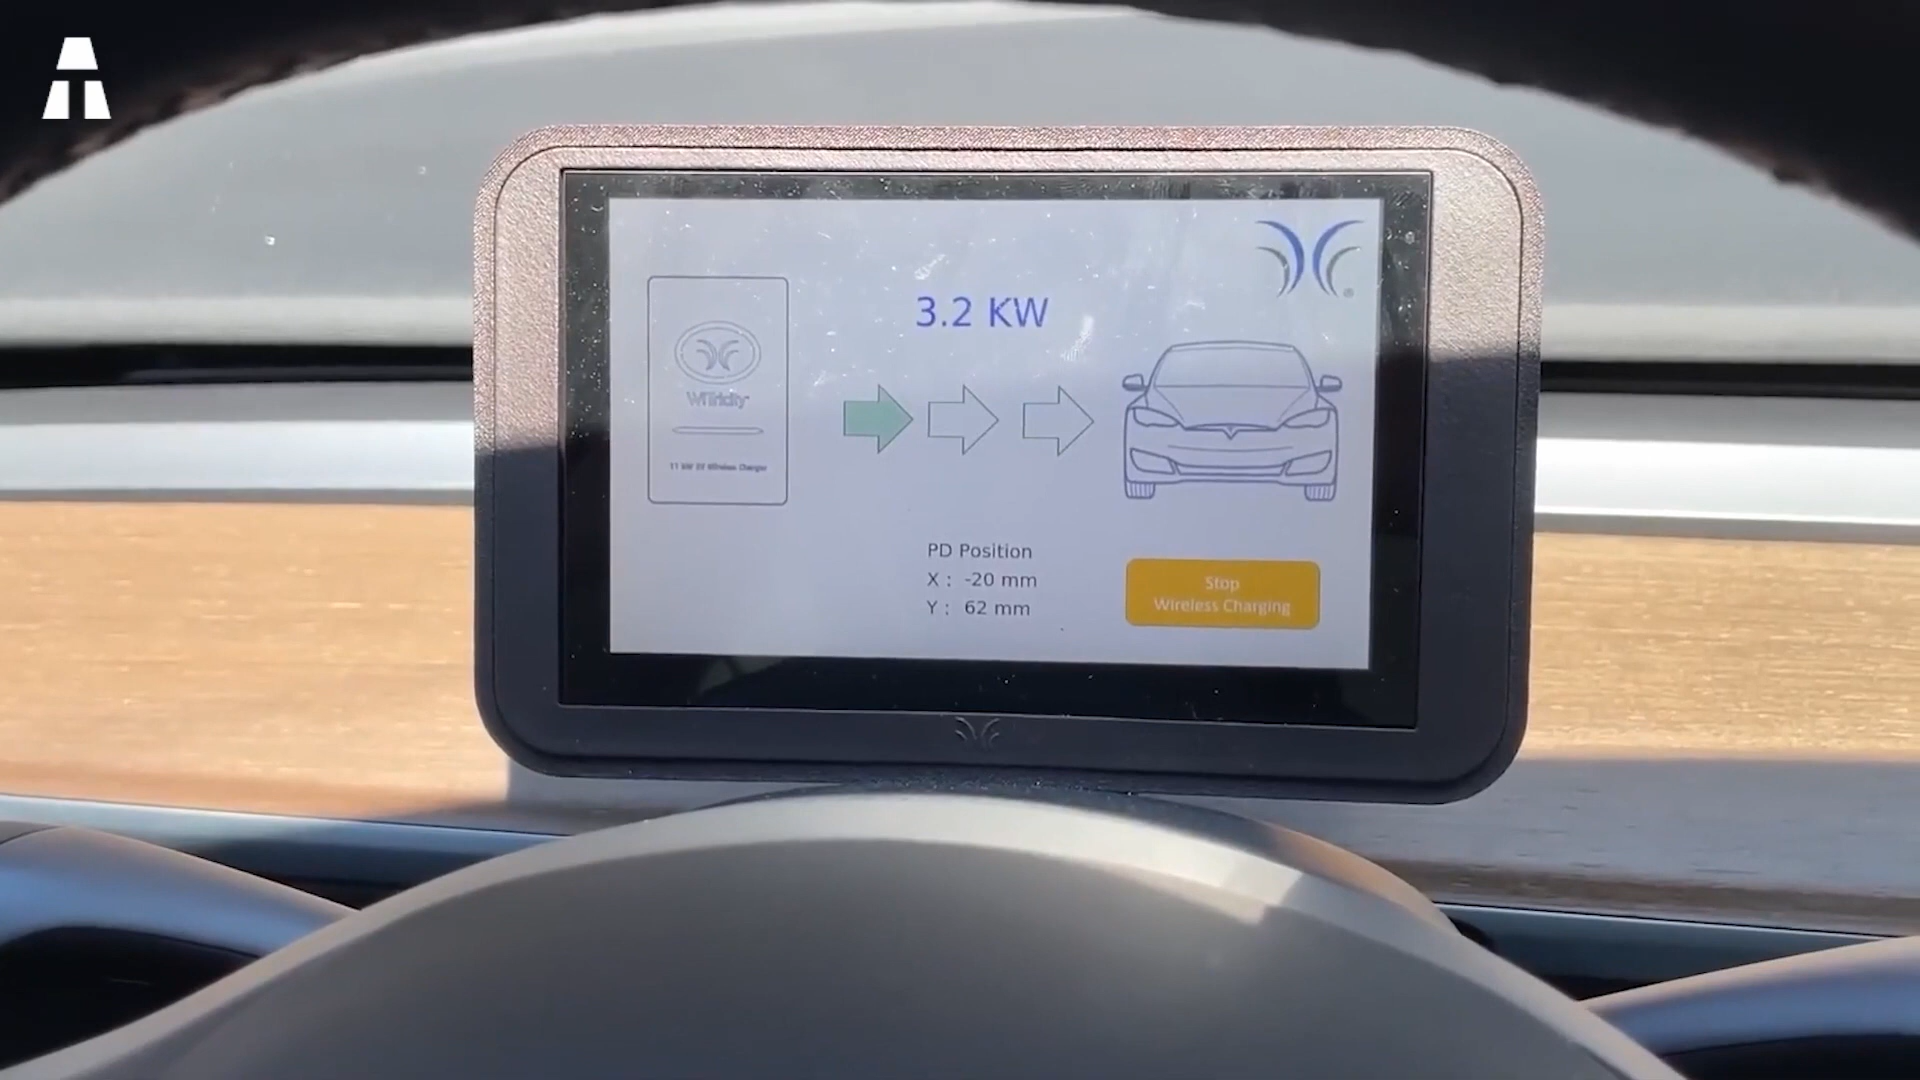 3.2 KW
WiTricity
11 kW EV Wireless Charger
PD Position
X : -20 mm
Y : 62 mm
Stop
Wireless Charging